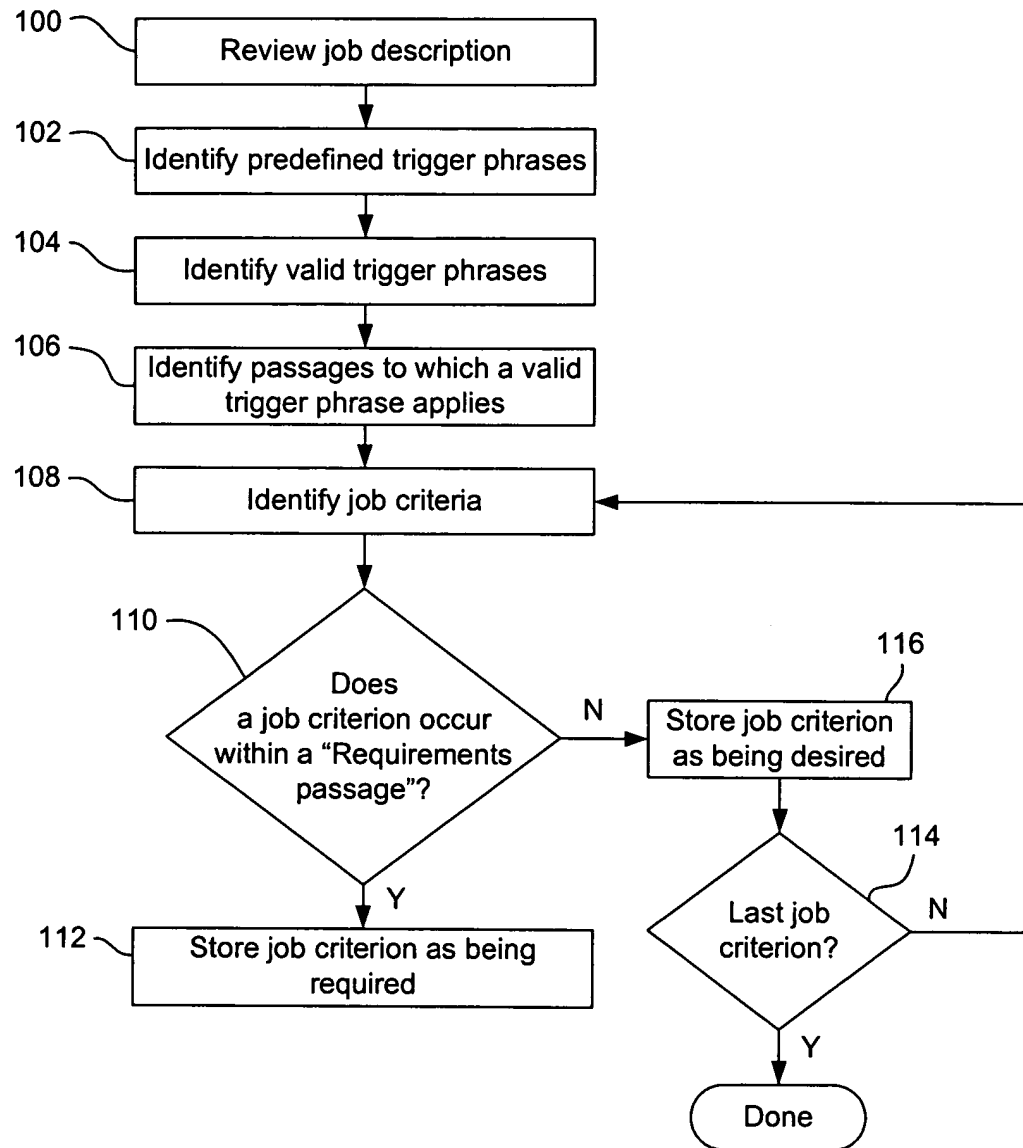 100
Review job description
102
Identify predefined trigger phrases
104
Identify valid trigger phrases
106
Identify passages to which a valid
trigger phrase applies
108
Identify job criteria
110
Does
a job criterion occur
within a “Requirements
passage”?
N
116
Store job criterion
as being desired
Y
112
Store job criterion as being
required
114
Last job
criterion?
N
Y
Done